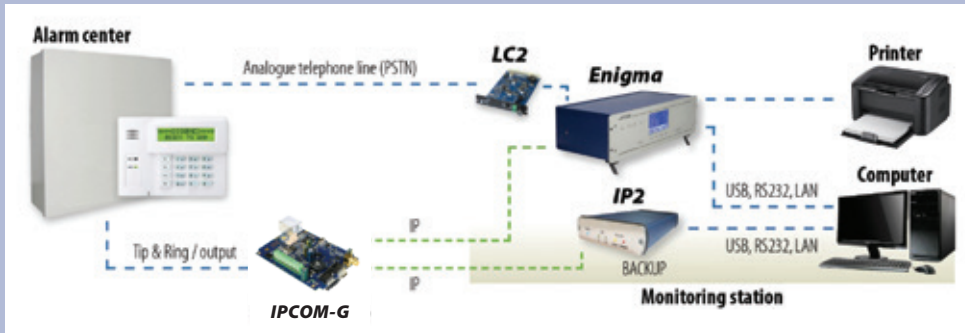 Alarm center
Analogue telephone line (PSTN)
LC2
Enigma
Printer
USB, RS232, LAN
Computer
IP2
IP
Tip & Ring / output
IP
USB, RS232, LAN
BACKUP
Monitoring station
IPCOM-G